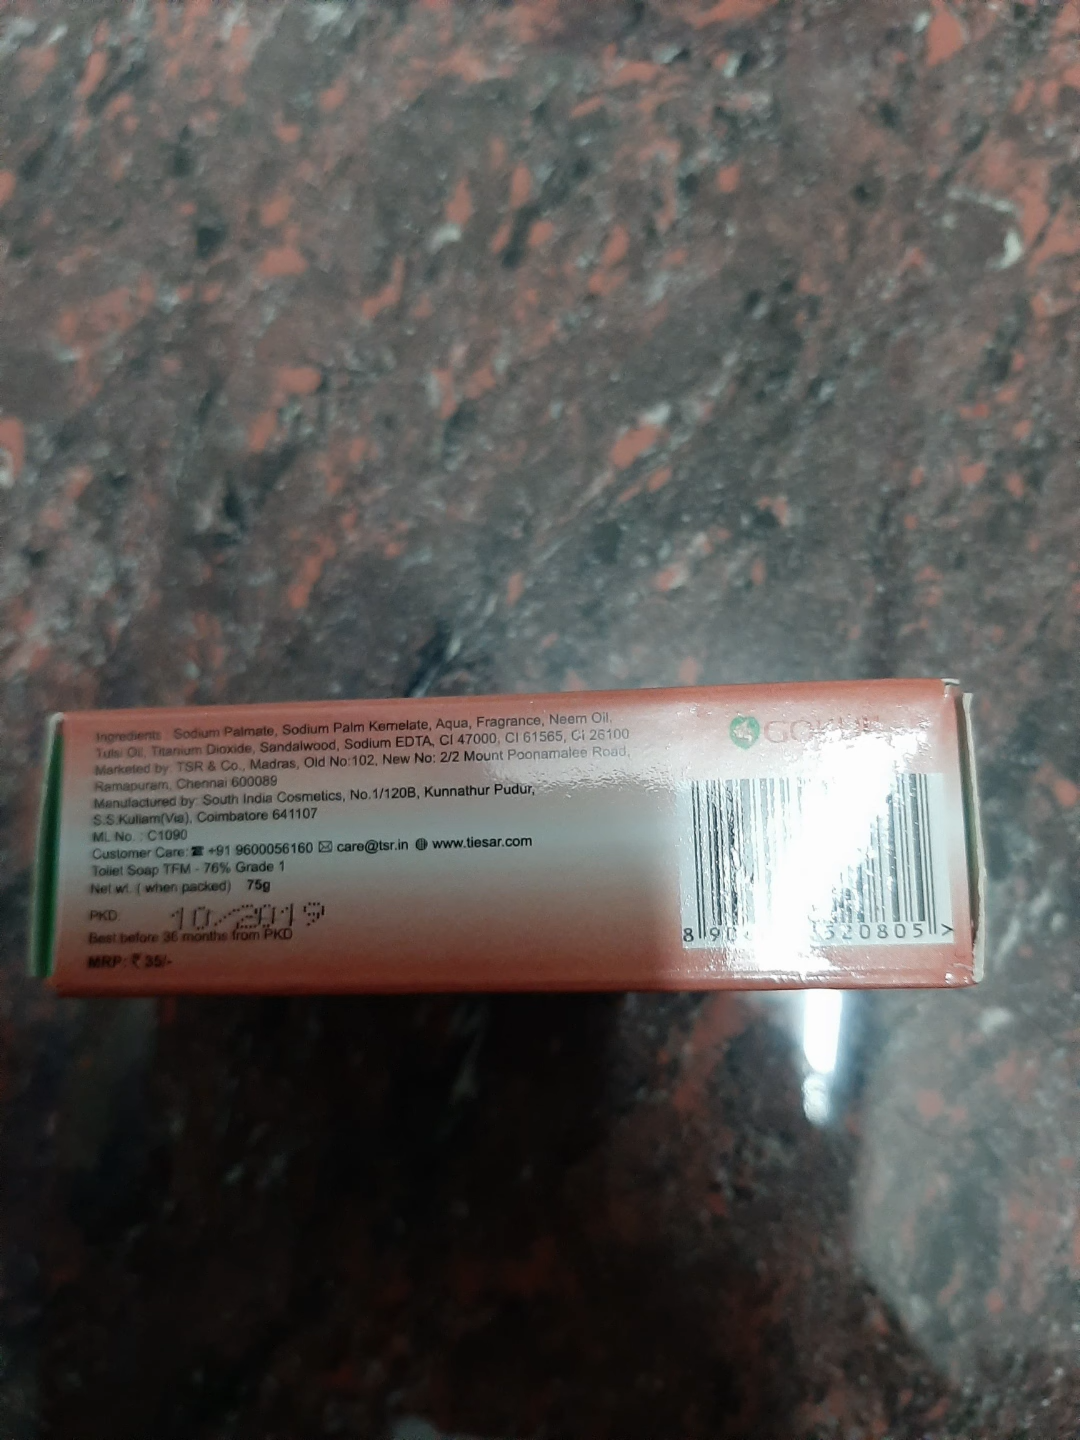 Ingredients : Sodium Palmate, Sodium Palm Kernelate, Aqua, Fragrance, Neem Oil,
Tulsi Oil, Titanium Dioxide, Sandalwood, Sodium EDTA, CI 47000, CI 61565, CI 26100
Marketed by: TSR & Co., Madras, Old No:102, New No: 2/2 Mount Poonamalee Road,
Ramapuram, Chennai 600089
Manufactured by: South India Cosmetics, No.1/120B, Kunnathur Pudur,
S.S.Kullam(Via), Coimbatore 641107
ML No. : C1090
Customer Care: +91 9600056160 care@tsr.in www.tiesar.com
Toilet Soap TFM - 76% Grade 1
Net wt. ( when packed) 75g
PKD: 10/2019
Best before 36 months from PKD
MRP: ₹ 35/-
520805